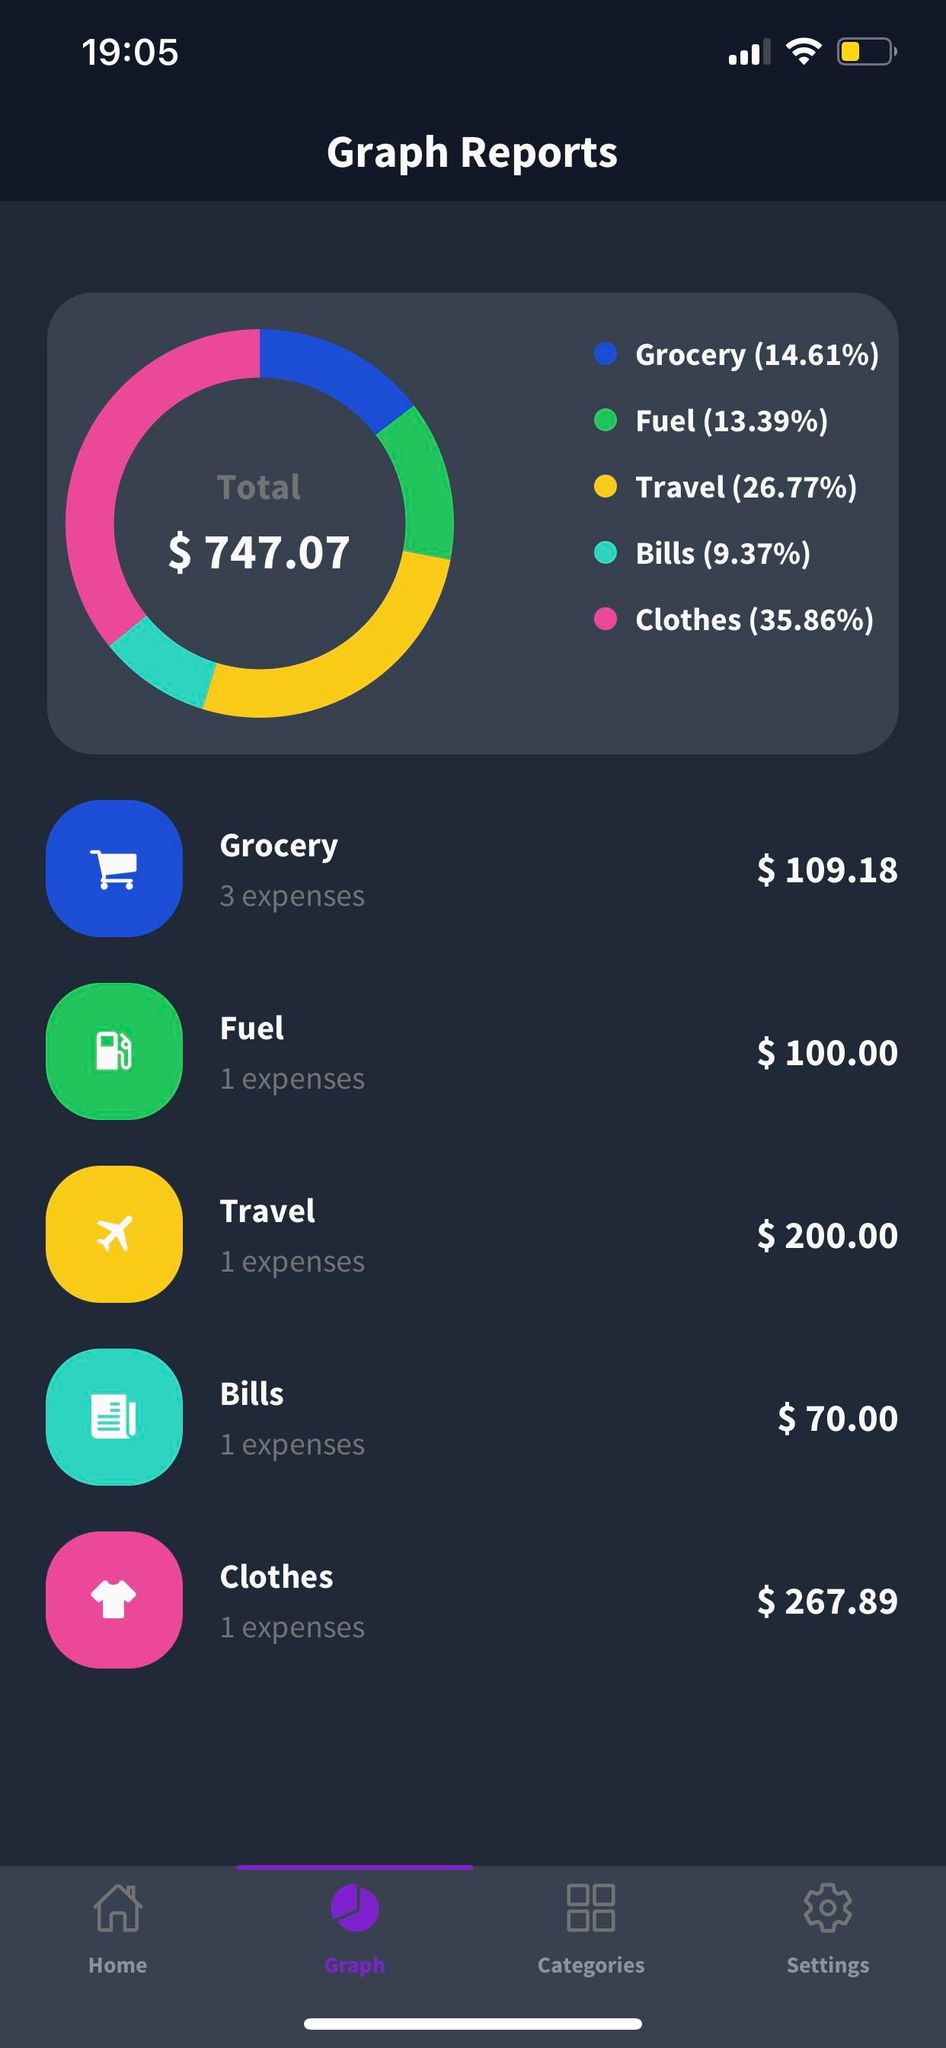 19:05
Graph Reports
Grocery (14.61%)
Fuel (13.39%)
Travel (26.77%)
Bills (9.37%)
Clothes (35.86%)
Total
$ 747.07
Grocery
3 expenses
$ 109.18
Fuel
1 expenses
$ 100.00
Travel
1 expenses
$ 200.00
Bills
1 expenses
$ 70.00
Clothes
1 expenses
$ 267.89
Home
Graph
Categories
Settings